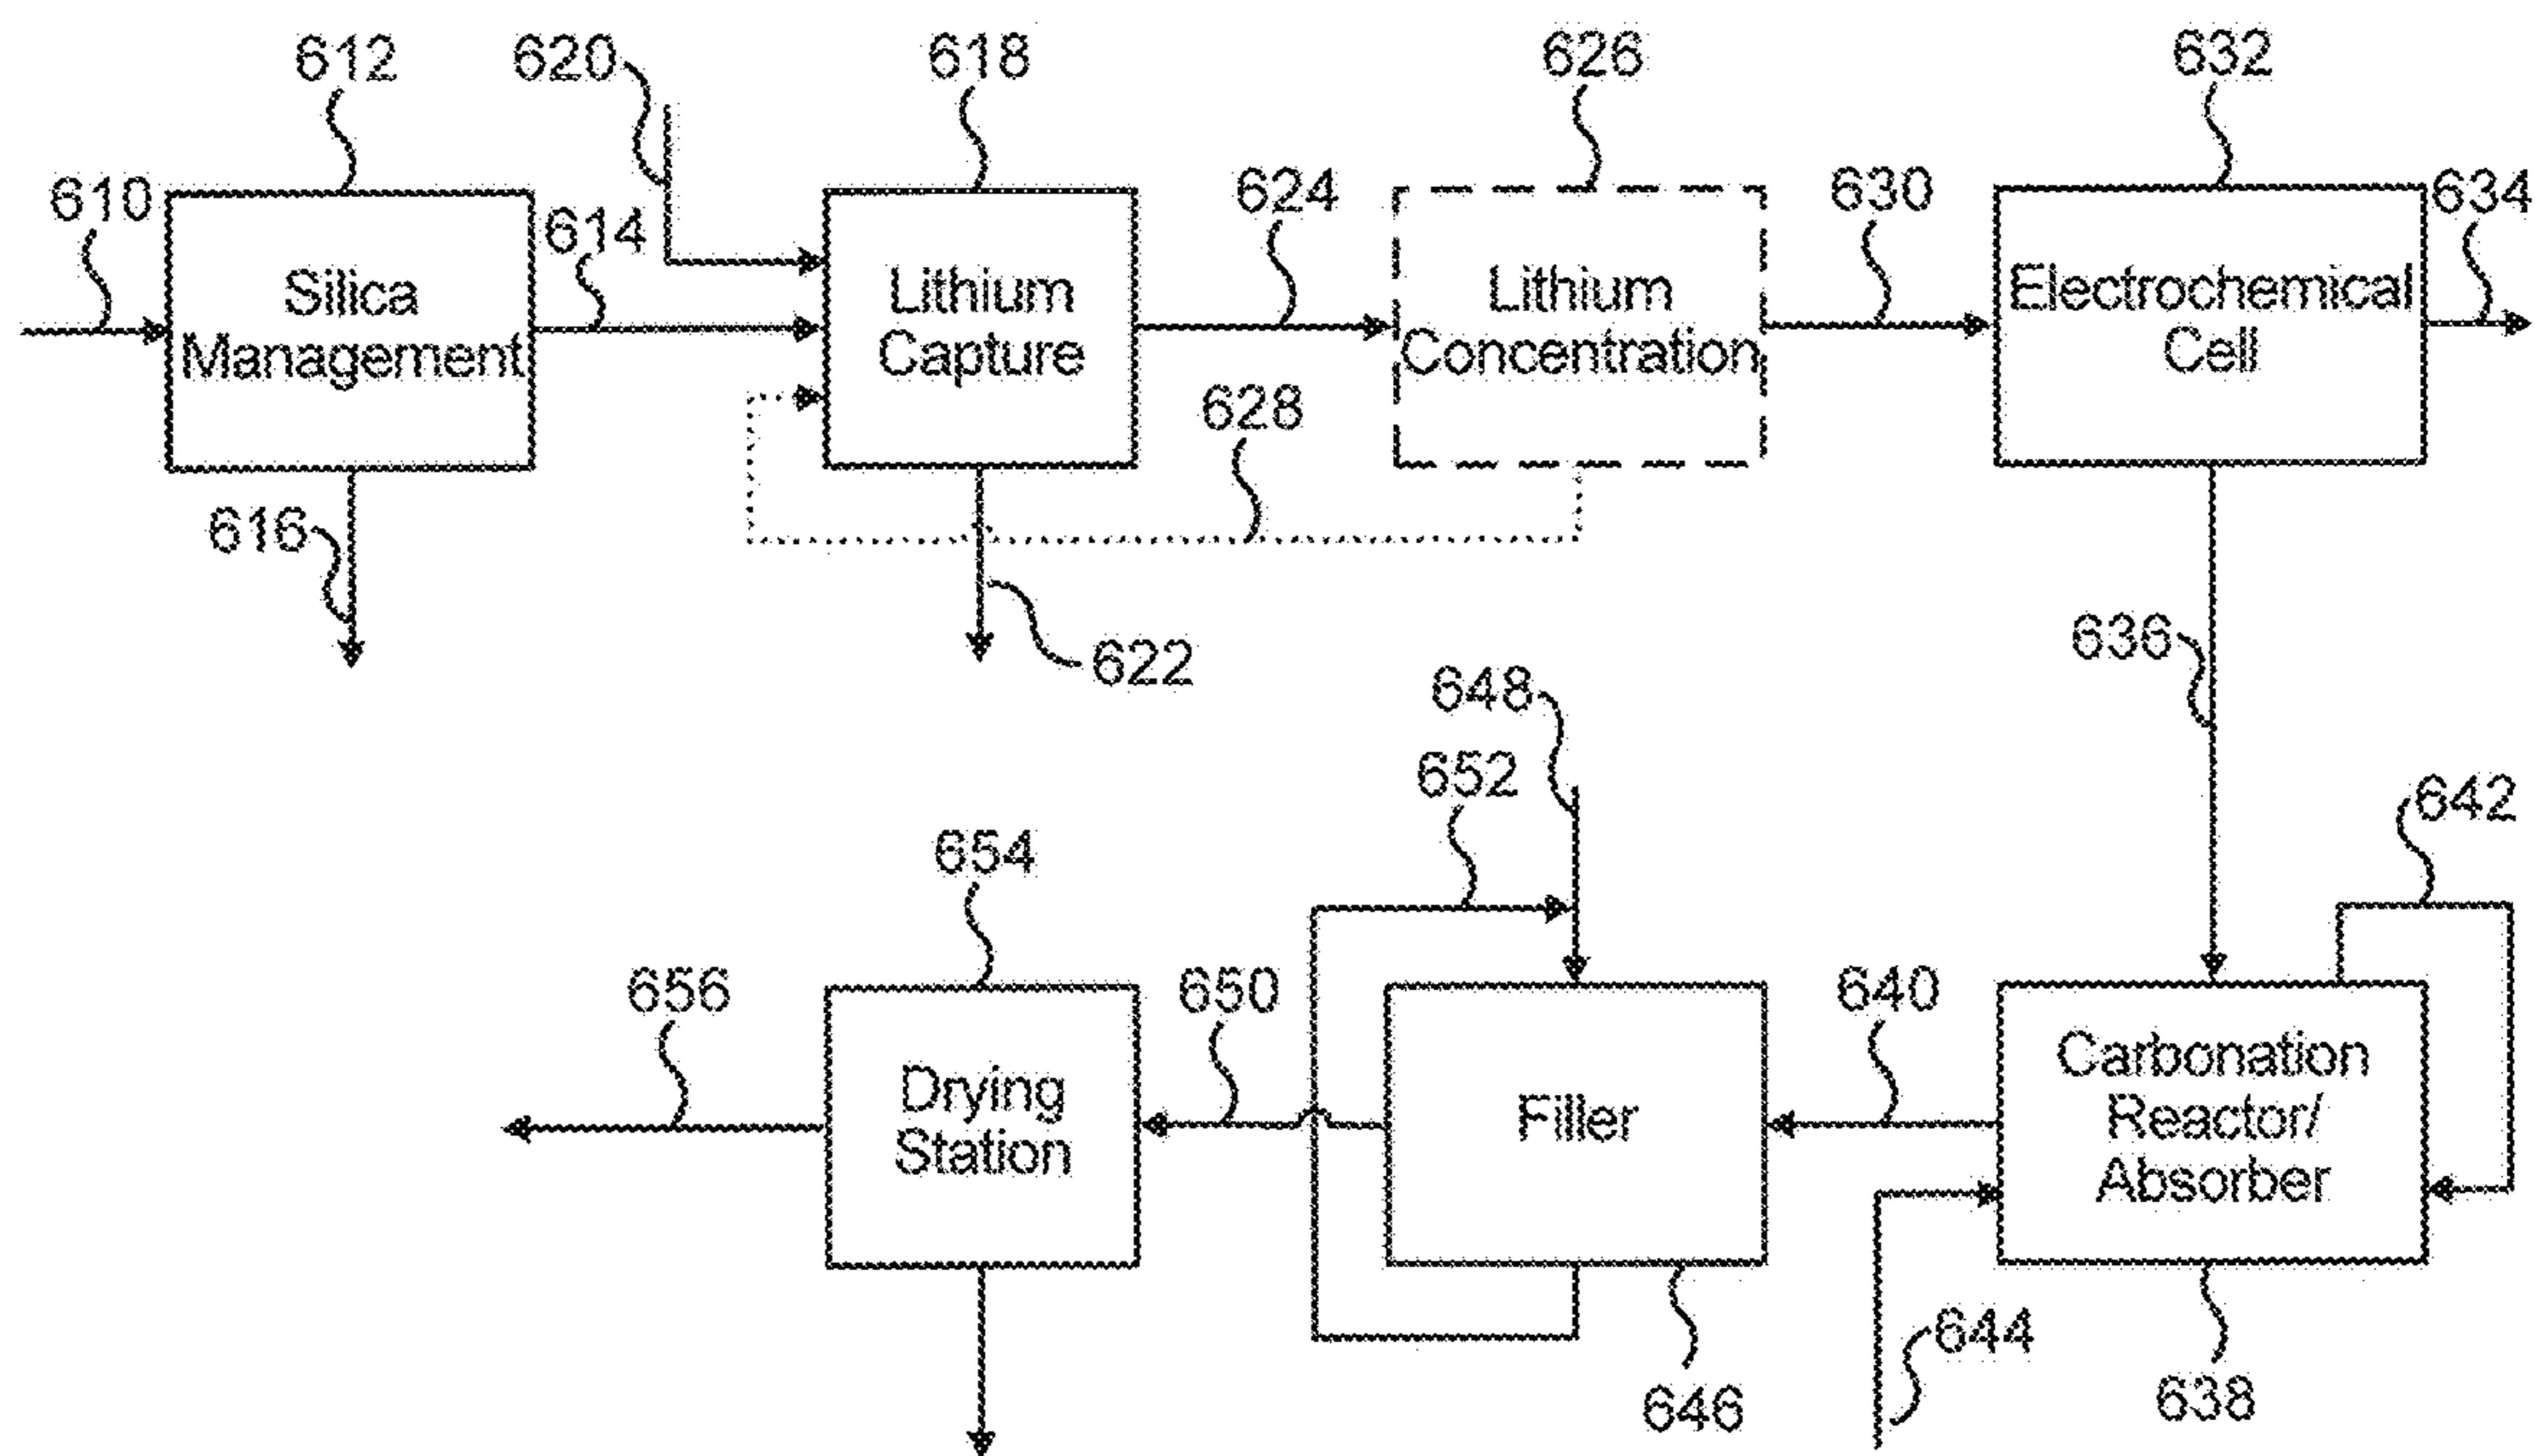 612
620
618
626
632
610
614
624
630
634
Silica
Management
Lithium
Capture
Lithium
Concentration
Electrochemical
Cell
628
616
622
636
648
652
642
654
656
650
640
Drying
Station
Filler
Carbonation
Reactor/
Absorber
644
646
638